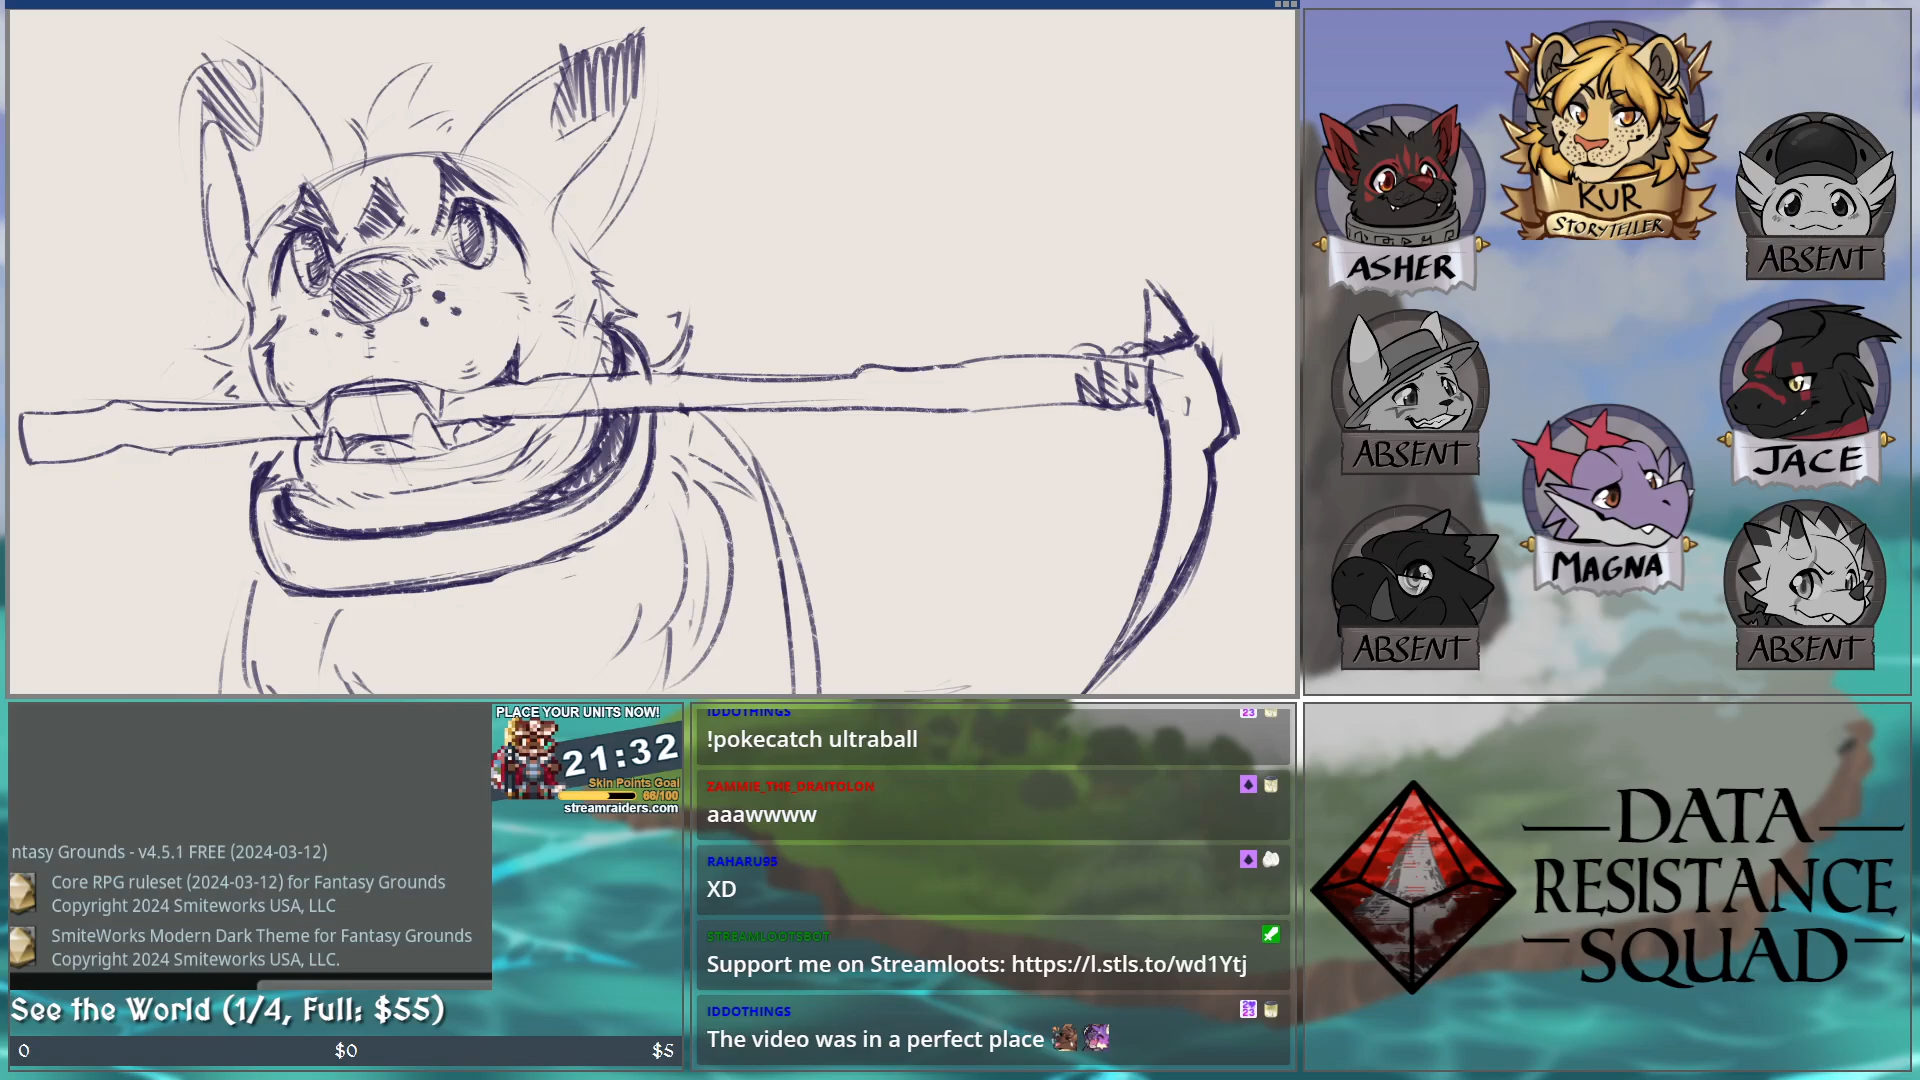 KUR
STORYTELLER
ASHER
ABSENT
ABSENT
JACE
MAGNA
ABSENT
ABSENT
PLACE YOUR UNITS NOW!
21:32
Skin Points Goal
66/100
streamraiders.com
ntasy Grounds - v4.5.1 FREE (2024-03-12)
Core RPG ruleset (2024-03-12) for Fantasy Grounds
Copyright 2024 Smiteworks USA, LLC
SmiteWorks Modern Dark Theme for Fantasy Grounds
Copyright 2024 Smiteworks USA, LLC.
See the World (1/4, Full: $55)
0 $0 $5
IDDOTHINGS
!pokecatch ultraball
ZAMMIE_THE_DRAITOLON
aaawwww
RAHARU95
XD
STREAMLOOTSBOT
Support me on Streamloots: https://l.stls.to/wd1Ytj
IDDOTHINGS
The video was in a perfect place
DATA
RESISTANCE
SQUAD